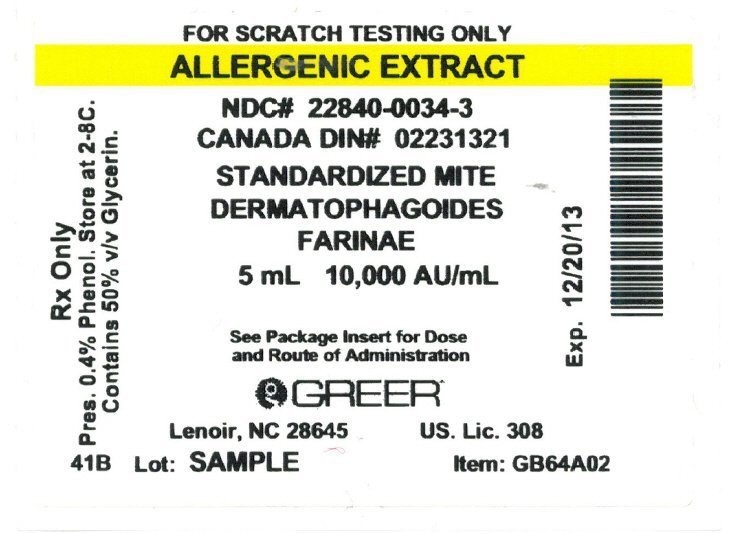 FOR SCRATCH TESTING ONLY
ALLERGENIC EXTRACT
NDC# 22840-0034-3
CANADA DIN# 02231321
STANDARDIZED MITE
DERMATOPHAGOIDES
FARINAE
5 mL 10,000 AU/mL
See Package Insert for Dose
and Route of Administration
GREER
Lenoir, NC 28645 US. Lic. 308
41B Lot: SAMPLE Item: GB64A02
Rx Only
Pres. 0.4% Phenol. Store at 2-8C.
Contains 50% v/v Glycerin.
Exp. 12/20/13